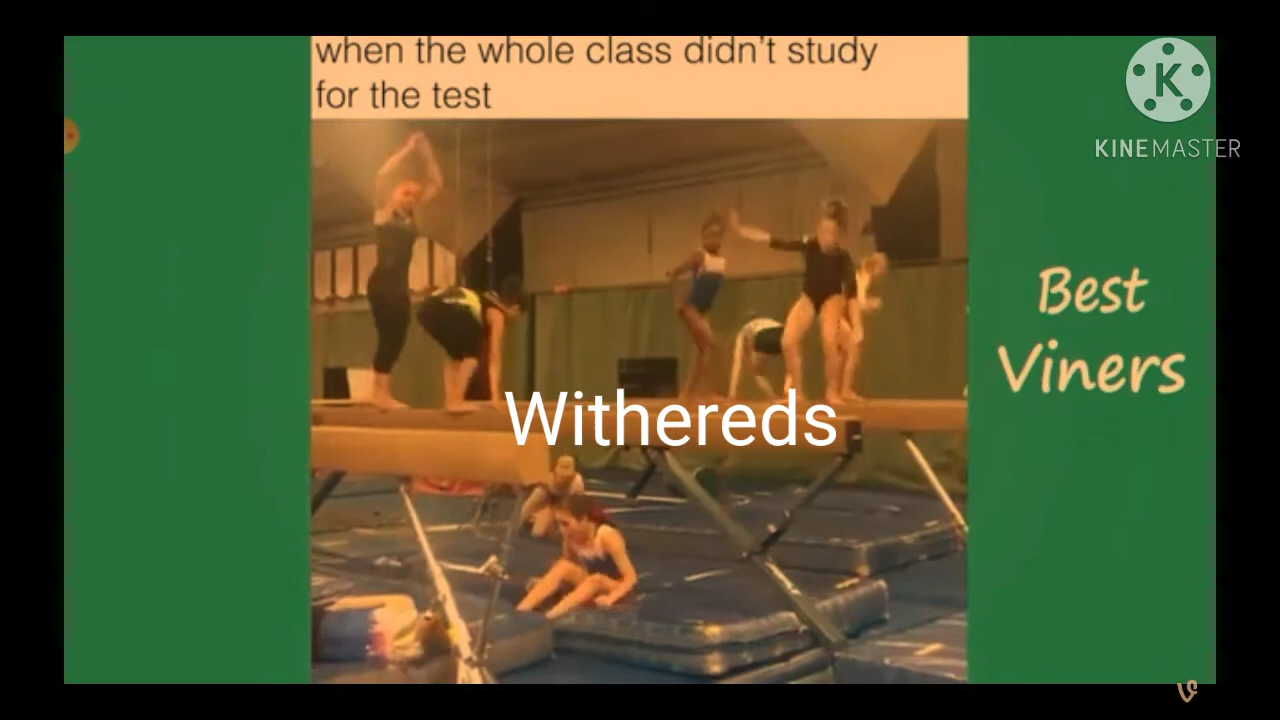 when the whole class didn't study
for the test
K
KINEMASTER
Best
Viners
Withereds